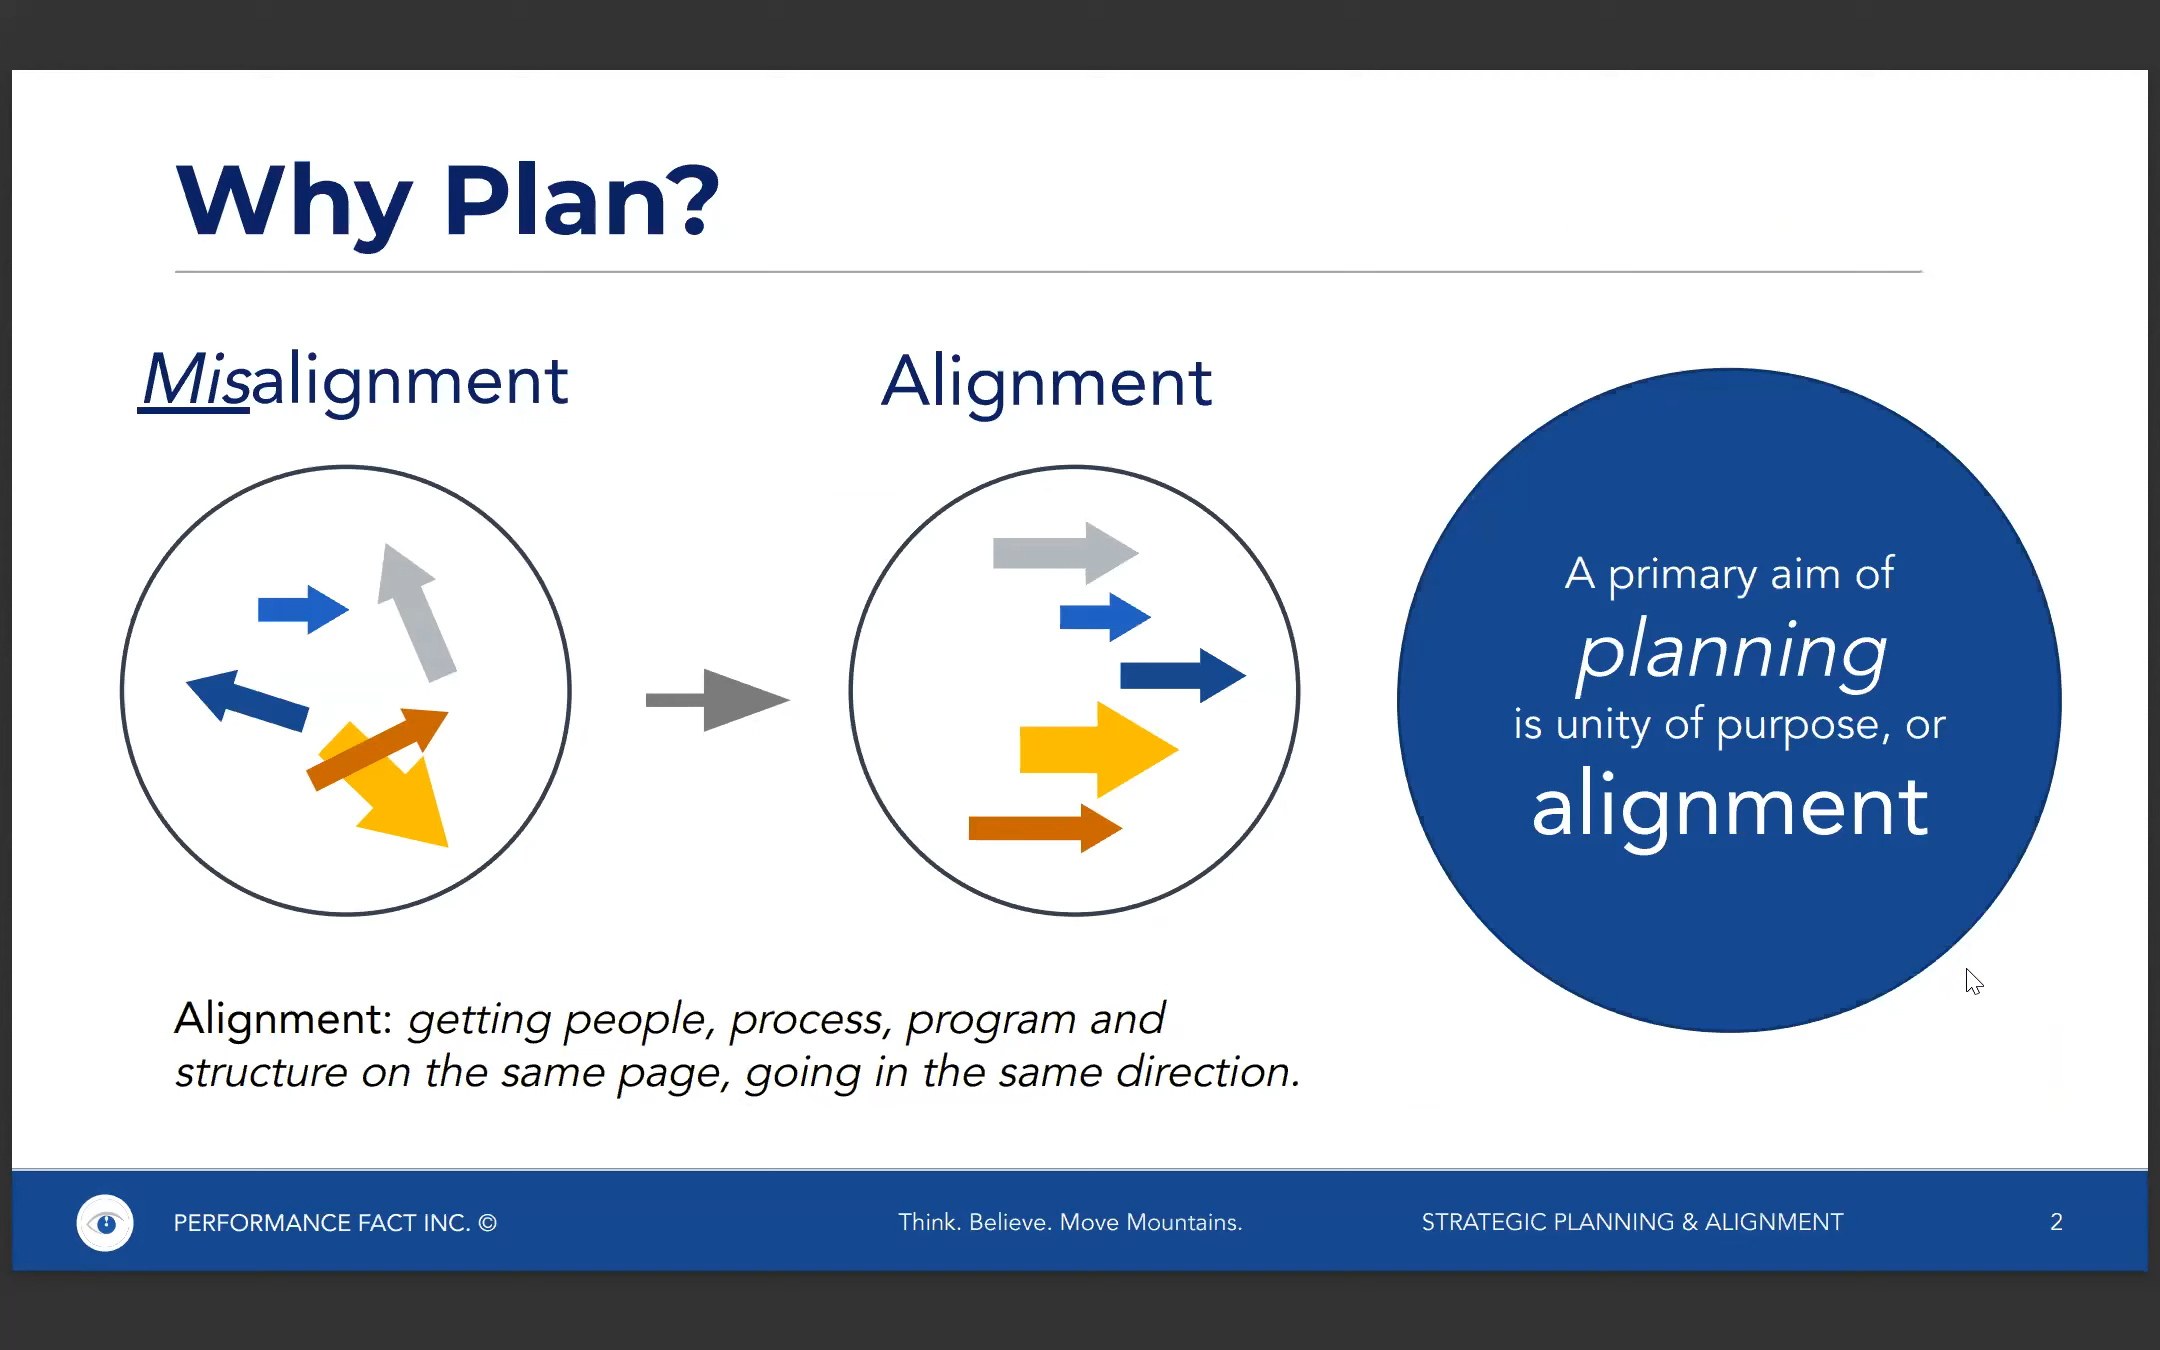 Why Plan?
Misalignment
Alignment
A primary aim of
planning
is unity of purpose, or
alignment
Alignment: getting people, process, program and
structure on the same page, going in the same direction.
PERFORMANCE FACT INC. ©
Think. Believe. Move Mountains.
STRATEGIC PLANNING & ALIGNMENT
2